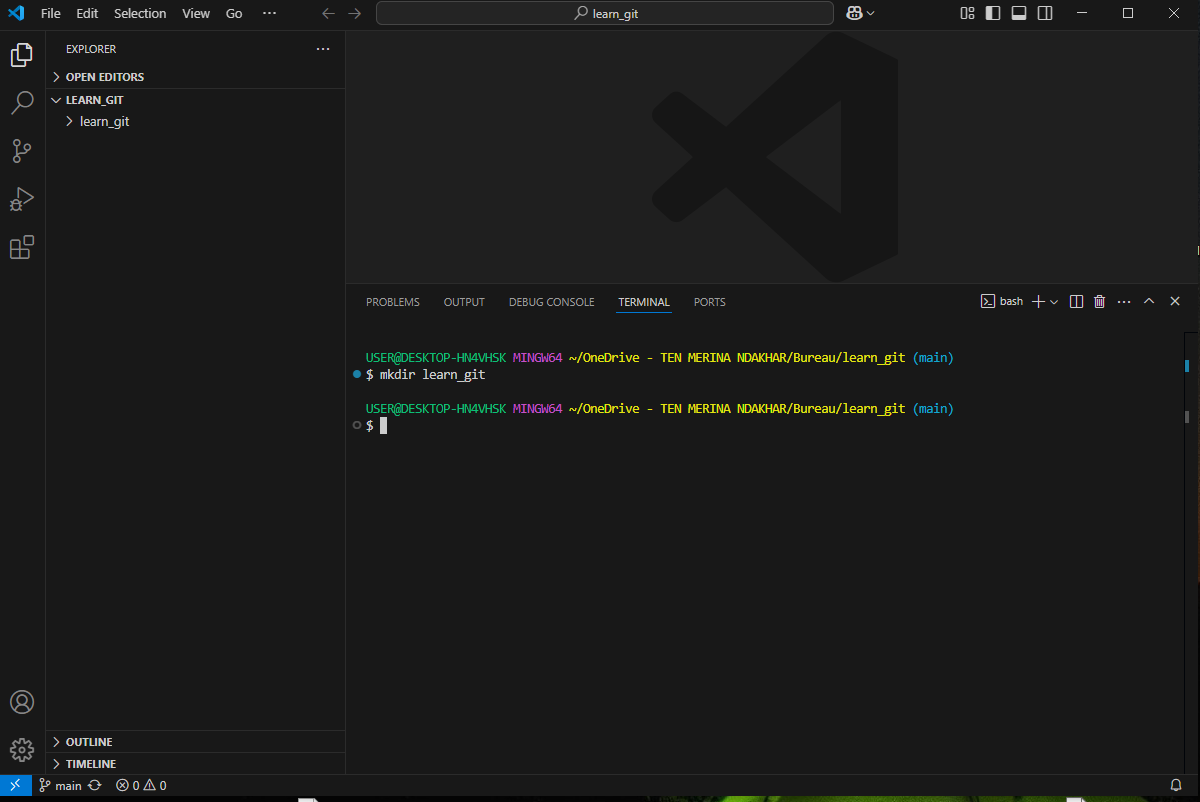 File Edit Selection View Go ··· learn_git
EXPLORER ···
OPEN EDITORS
LEARN_GIT
learn_git
PROBLEMS OUTPUT DEBUG CONSOLE TERMINAL PORTS bash ···
USER@DESKTOP-HN4VHSK MINGW64 ~/OneDrive - TEN MERINA NDAKHAR/Bureau/learn_git (main)
$ mkdir learn_git
USER@DESKTOP-HN4VHSK MINGW64 ~/OneDrive - TEN MERINA NDAKHAR/Bureau/learn_git (main)
$
OUTLINE
TIMELINE
main 0 0